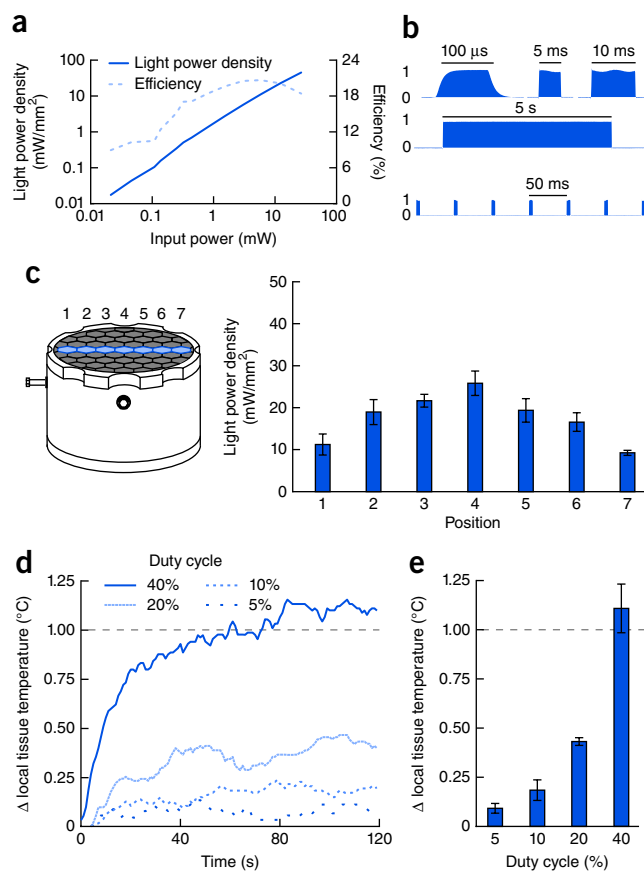 a
Light power density
Efficiency
100
10
1
0.1
0.01
24
18
12
6
0
0.01
0.1
1
10
100
Light power density
(mW/mm²)
Efficiency (%)
Input power (mW)
b
100 µs
5 ms
10 ms
1
0
5 s
1
0
50 ms
1
0
c
1 2 3 4 5 6 7
50
40
30
20
10
0
Light power density
(mW/mm²)
1 2 3 4 5 6 7
Position
d
Duty cycle
40%
10%
20%
5%
1.25
1.00
0.75
0.50
0.25
0
Δ local tissue temperature (°C)
0 40 80 120
Time (s)
e
1.25
1.00
0.75
0.50
0.25
0
Δ local tissue temperature (°C)
5 10 20 40
Duty cycle (%)